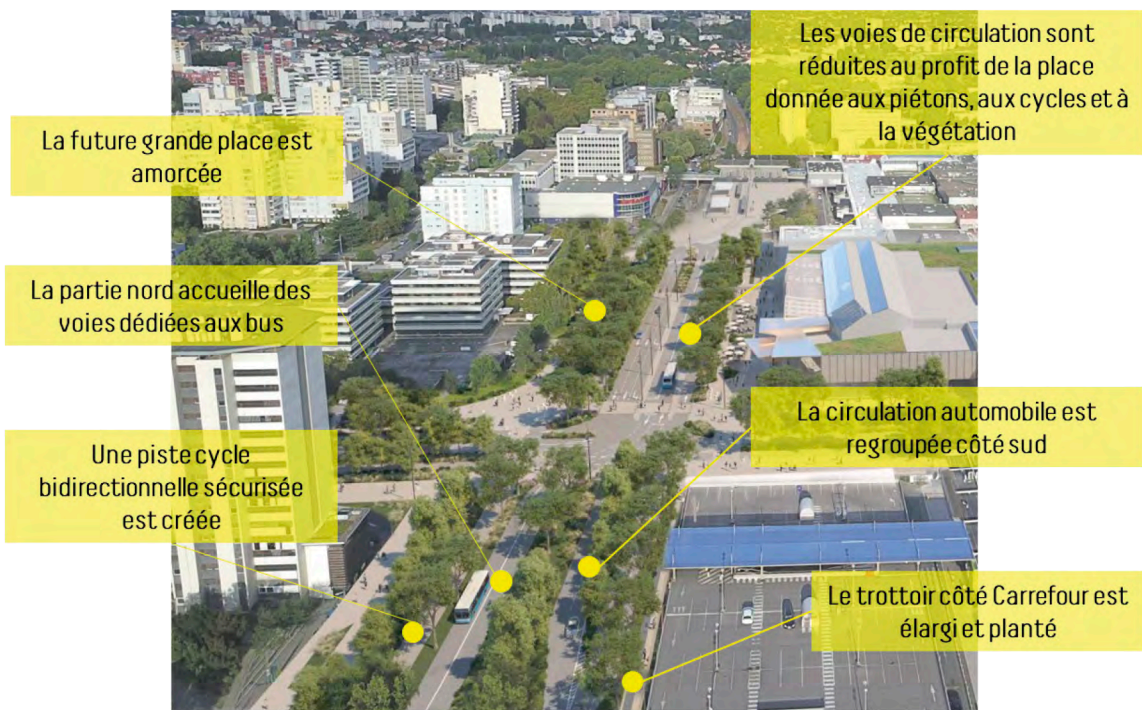 La future grande place est
amorcée
La partie nord accueille des
voies dédiées aux bus
Une piste cycle
bidirectionnelle sécurisée
est créée
Les voies de circulation sont
réduites au profit de la place
donnée aux piétons, aux cycles et à
la végétation
La circulation automobile est
regroupée côté sud
Le trottoir côté Carrefour est
élargi et planté